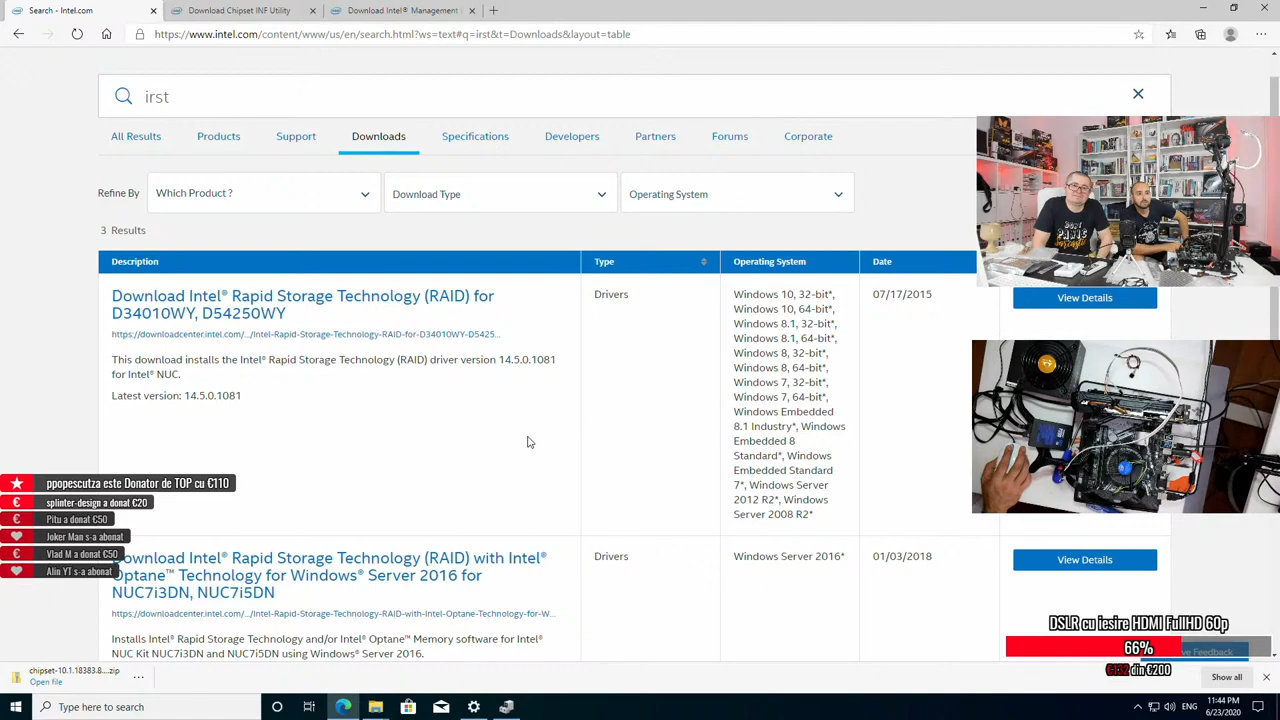 Search - Intel.com
Download Chipset INF Utility
Download Intel® Management
https://www.intel.com/content/www/us/en/search.html?ws=text#q=irst&t=Downloads&layout=table
irst
All Results
Products
Support
Downloads
Specifications
Developers
Partners
Forums
Corporate
Refine By
Which Product ?
Download Type
Operating System
3 Results
Description
Type
Operating System
Date
Download Intel® Rapid Storage Technology (RAID) for
D34010WY, D54250WY
https://downloadcenter.intel.com/.../Intel-Rapid-Storage-Technology-RAID-for-D34010WY-D5425...
This download installs the Intel® Rapid Storage Technology (RAID) driver version 14.5.0.1081
for Intel® NUC.
Latest version: 14.5.0.1081
Drivers
Windows 10, 32-bit*,
Windows 10, 64-bit*,
Windows 8.1, 32-bit*,
Windows 8.1, 64-bit*,
Windows 8, 32-bit*,
Windows 8, 64-bit*,
Windows 7, 32-bit*,
Windows 7, 64-bit*,
Windows Embedded
8.1 Industry*, Windows
Embedded 8
Standard*, Windows
Embedded Standard
7*, Windows Server
2012 R2*, Windows
Server 2008 R2*
07/17/2015
View Details
DON'T
PANIC
sarcastic
ppopescutza este Donator de TOP cu €110
splinter-design a donat €20
Pitu a donat €50
Joker Man s-a abonat
Vlad M a donat €50
Alin YT s-a abonat
Download Intel® Rapid Storage Technology (RAID) with Intel®
Optane™ Technology for Windows® Server 2016 for
NUC7i3DN, NUC7i5DN
https://downloadcenter.intel.com/.../Intel-Rapid-Storage-Technology-RAID-with-Intel-Optane-Technology-for-W...
Installs Intel® Rapid Storage Technology and/or Intel® Optane™ Memory software for Intel®
NUC Kit NUC7i3DN and NUC7i5DN using Windows® Server 2016.
Drivers
Windows Server 2016*
01/03/2018
View Details
DSLR cu iesire HDMI FullHD 60p
66%
€132 din €200
Feedback
chipset-10.1.18383.8....zip
Open file
Show all
Type here to search
ENG
11:44 PM
6/23/2020